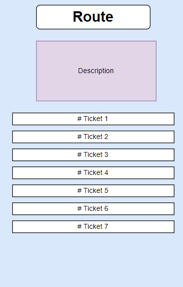 Route
Description
# Ticket 1
# Ticket 2
# Ticket 3
# Ticket 4
# Ticket 5
# Ticket 6
# Ticket 7